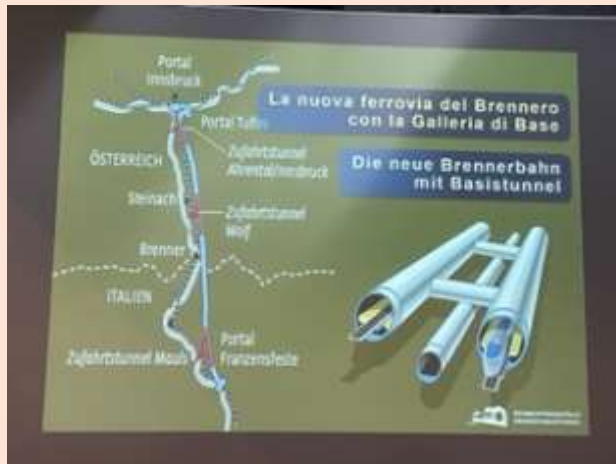 Portal
Innsbruck
La nuova ferrovia del Brennero
con la Galleria di Base
Portal Tulfes
Zufahrtstunnel
Ahrental/Innsbruck
ÖSTERREICH
Die neue Brennerbahn
mit Basistunnel
Steinach
Zufahrtstunnel
Wolf
Brenner
ITALIEN
Portal
Franzensfeste
Zufahrtstunnel Mauls